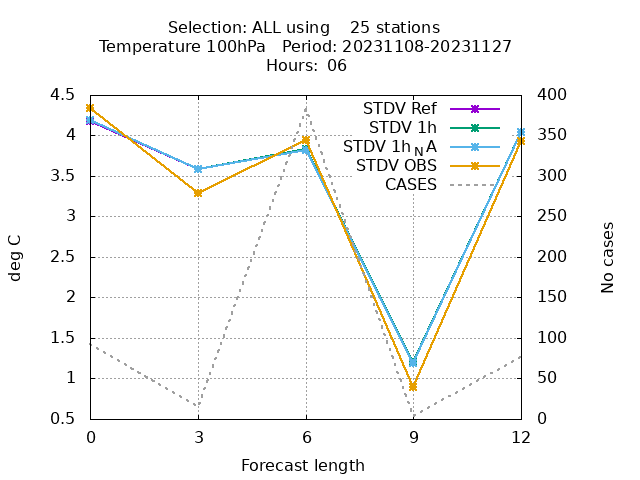 Selection: ALL using    25 stations
Temperature 100hPa   Period: 20231108-20231127
Hours: 06
4.5
4
3.5
3
2.5
2
1.5
1
0.5
deg C
STDV Ref
STDV 1h
STDV 1h_NA
STDV OBS
CASES
400
350
300
250
200
150
100
50
0
No cases
0 3 6 9 12
Forecast length